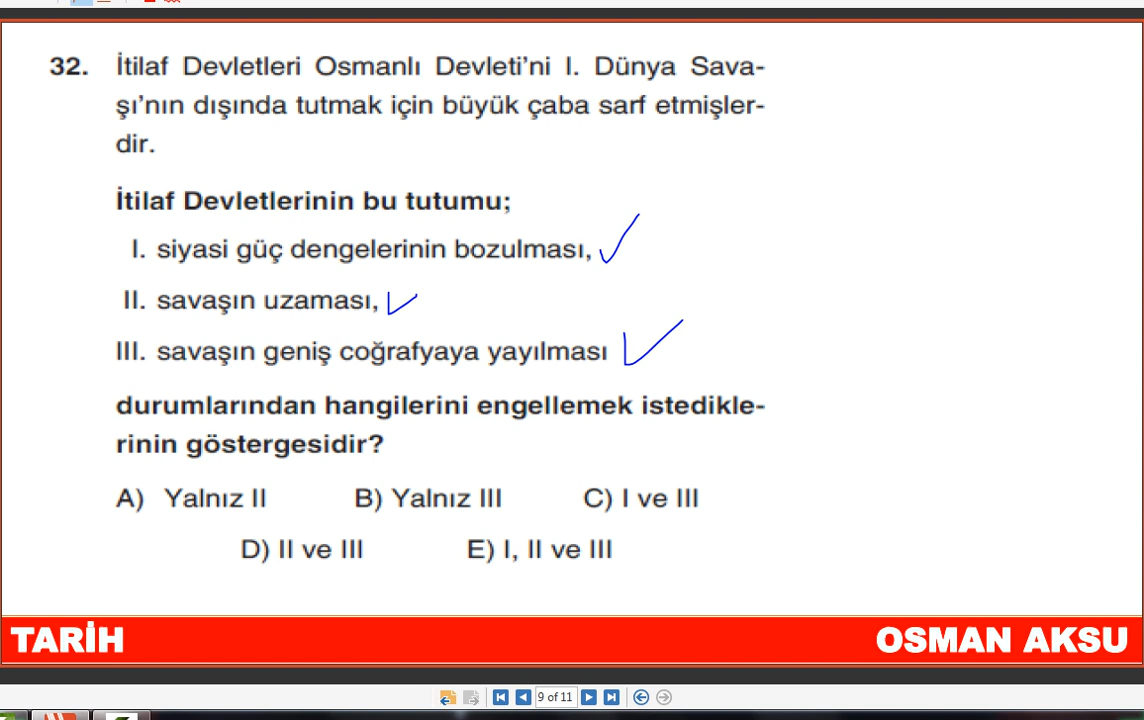 32. İtilaf Devletleri Osmanlı Devleti’ni I. Dünya Sava-
şı’nın dışında tutmak için büyük çaba sarf etmişler-
dir.
İtilaf Devletlerinin bu tutumu;
I. siyasi güç dengelerinin bozulması,
II. savaşın uzaması,
III. savaşın geniş coğrafyaya yayılması
durumlarından hangilerini engellemek istedikle-
rinin göstergesidir?
A) Yalnız II B) Yalnız III C) I ve III
D) II ve III E) I, II ve III
TARİH OSMAN AKSU
9 of 11